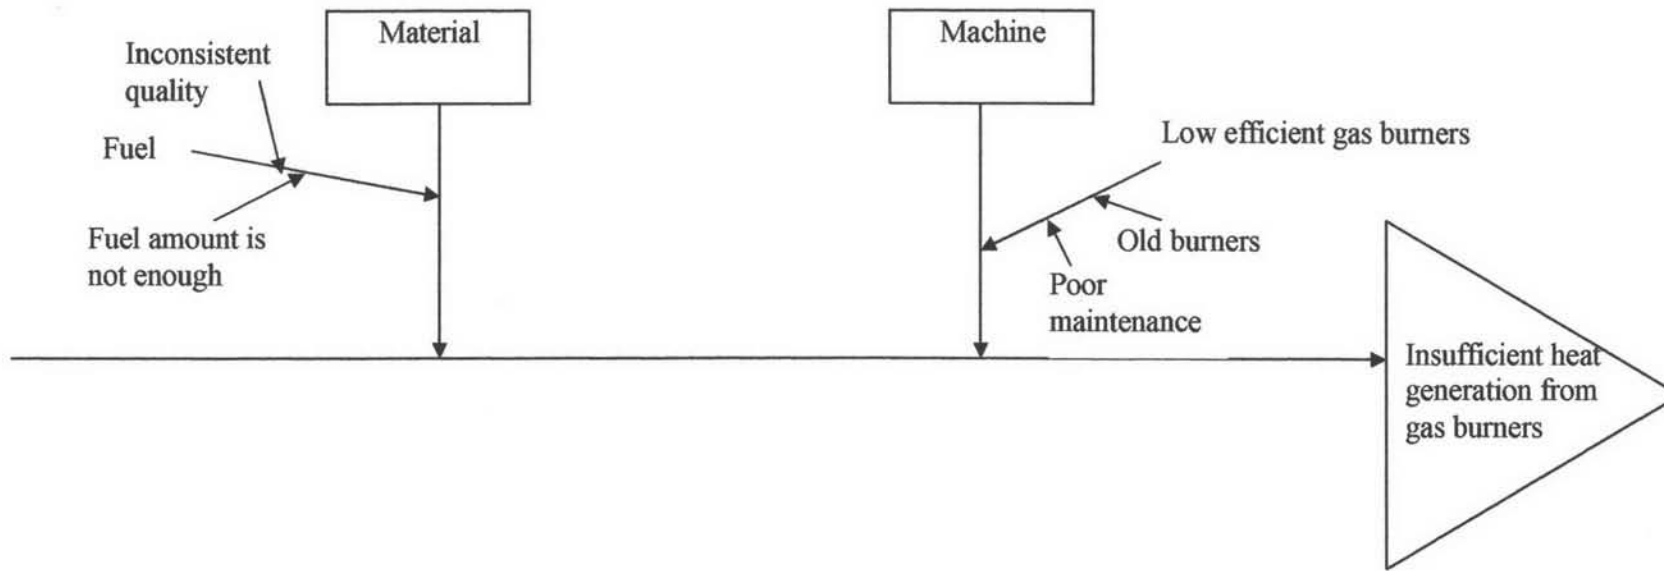 Material
Machine
Inconsistent
quality
Fuel
Fuel amount is
not enough
Low efficient gas burners
Old burners
Poor
maintenance
Insufficient heat
generation from
gas burners